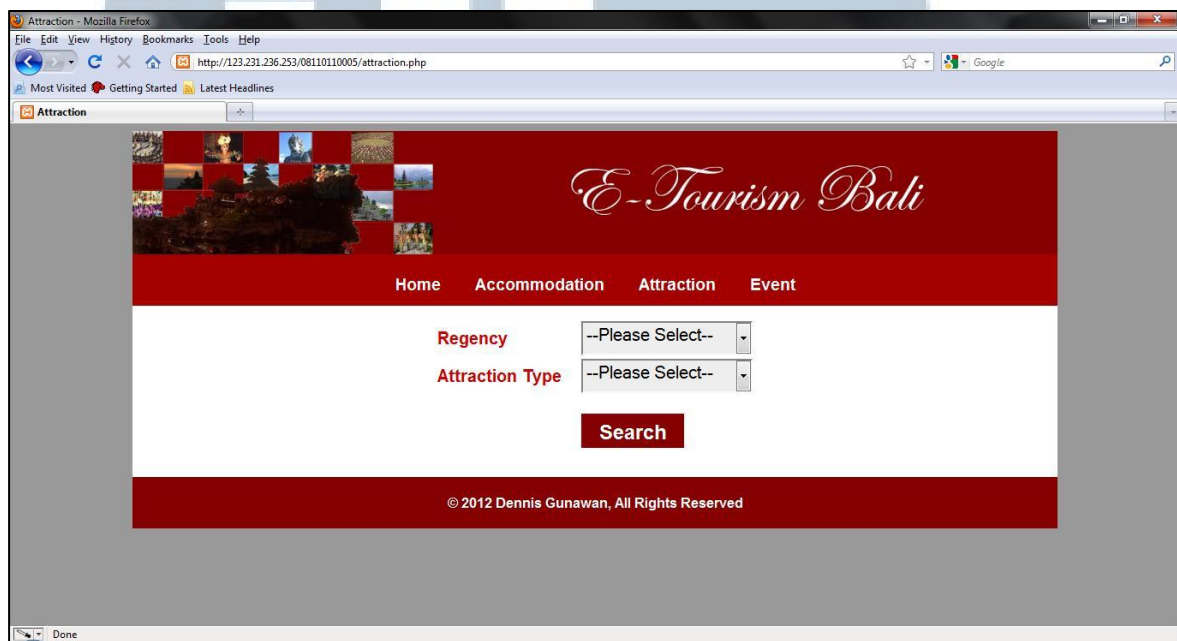 Attraction - Mozilla Firefox
File Edit View History Bookmarks Tools Help
http://123.231.236.253/08110110005/attraction.php
Google
Most Visited Getting Started Latest Headlines
Attraction
E-Tourism Bali
Home Accommodation Attraction Event
Regency --Please Select--
Attraction Type --Please Select--
Search
© 2012 Dennis Gunawan, All Rights Reserved
Done